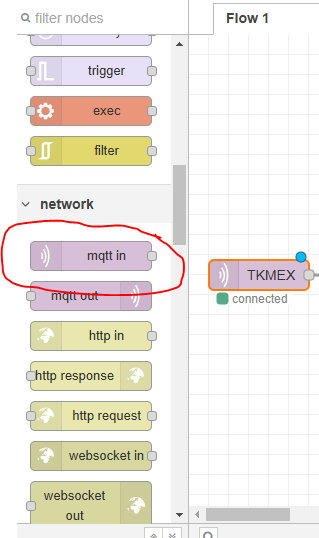 filter nodes
Flow 1
trigger
exec
filter
network
mqtt in
mqtt out
http in
http response
http request
websocket in
websocket
out
TKMEX
connected